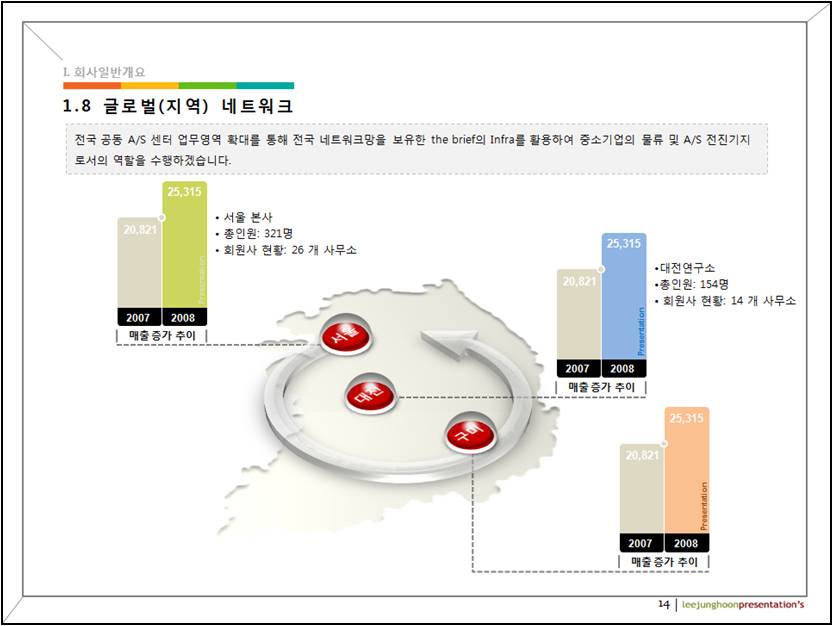 I. 회사일반개요
1.8 글로벌(지역) 네트워크
전국 공동 A/S 센터 업무영역 확대를 통해 전국 네트워크망을 보유한 the brief의 Infra를 활용하여 중소기업의 물류 및 A/S 전진기지
로서의 역할을 수행하겠습니다.
20,821
25,315
Presentation
2007
2008
매출 증가 추이
• 서울 본사
• 총인원: 321명
• 회원사 현황: 26 개 사무소
20,821
25,315
Presentation
2007
2008
매출 증가 추이
•대전연구소
•총인원: 154명
• 회원사 현황: 14 개 사무소
서울
대전
구미
20,821
25,315
Presentation
2007
2008
매출 증가 추이
14 | leejunghoonpresentation's